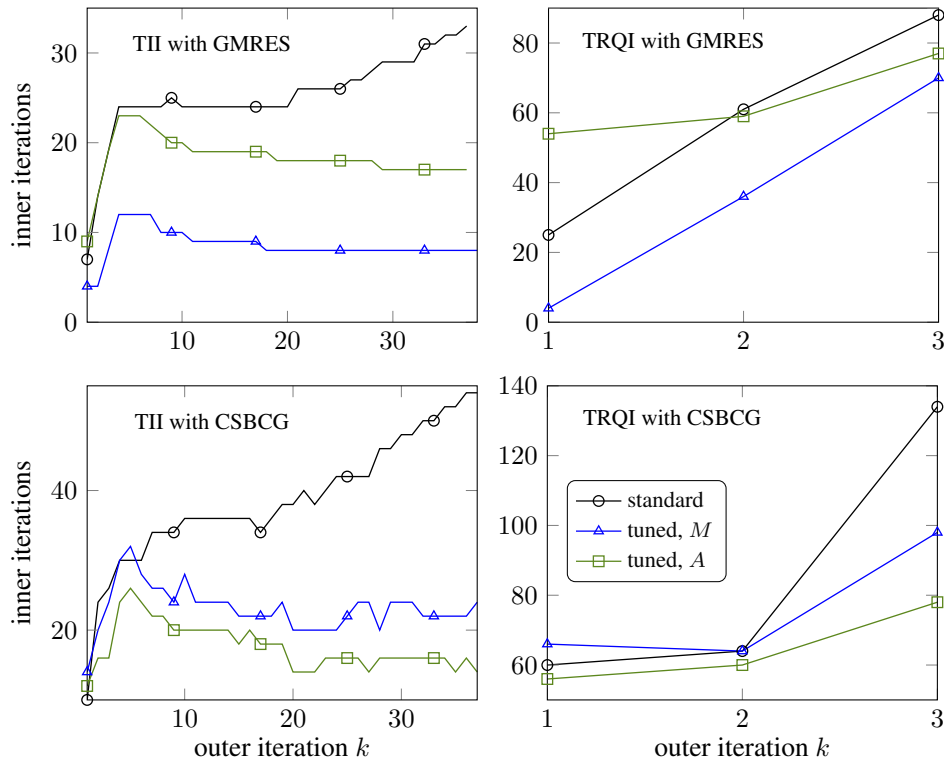 TII with GMRES
inner iterations
30
20
10
0
10
20
30
TRQI with GMRES
80
60
40
20
0
1
2
3
TII with CSBCG
inner iterations
40
20
10
20
30
outer iteration k
TRQI with CSBCG
140
120
100
80
60
standard
tuned, M
tuned, A
1
2
3
outer iteration k